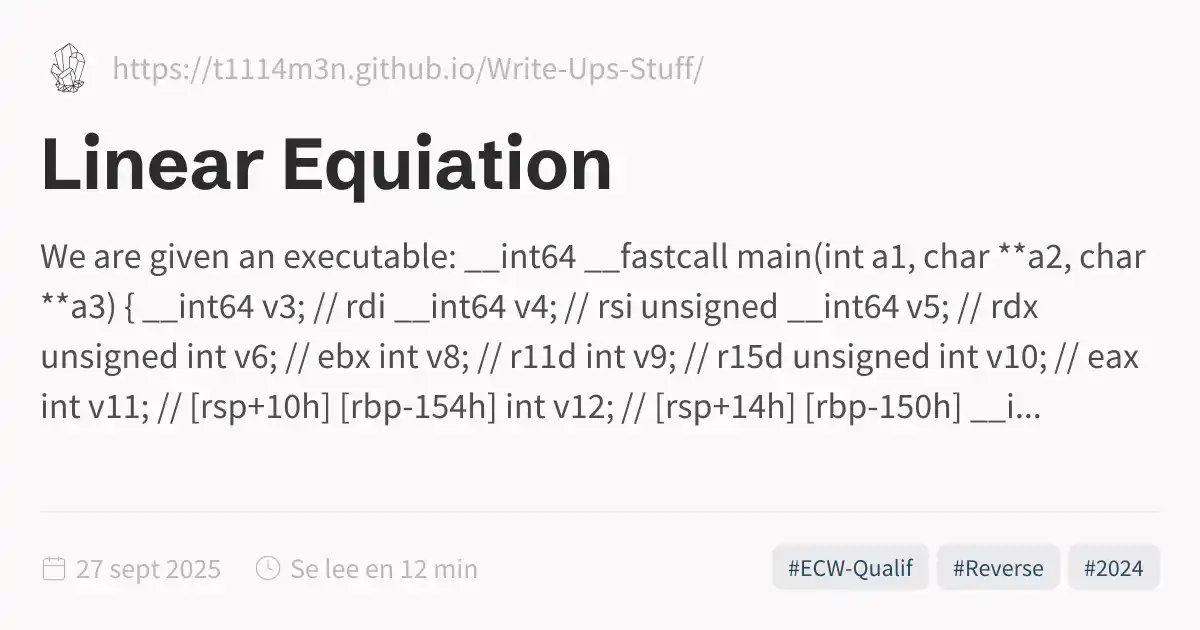 https://t1114m3n.github.io/Write-Ups-Stuff/
Linear Equiation
We are given an executable: __int64 __fastcall main(int a1, char **a2, char
**a3) { __int64 v3; // rdi __int64 v4; // rsi unsigned __int64 v5; // rdx
unsigned int v6; // ebx int v8; // r11d int v9; // r15d unsigned int v10; // eax
int v11; // [rsp+10h] [rbp-154h] int v12; // [rsp+14h] [rbp-150h] __i...
27 sept 2025 Se lee en 12 min #ECW-Qualif #Reverse #2024